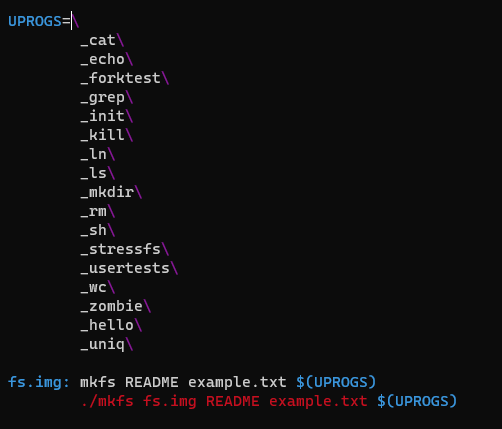 UPROGS=\
_cat\
_echo\
_forktest\
_grep\
_init\
_kill\
_ln\
_ls\
_mkdir\
_rm\
_sh\
_stressfs\
_usertests\
_wc\
_zombie\
_hello\
_uniq\
fs.img: mkfs README example.txt $(UPROGS)
./mkfs fs.img README example.txt $(UPROGS)